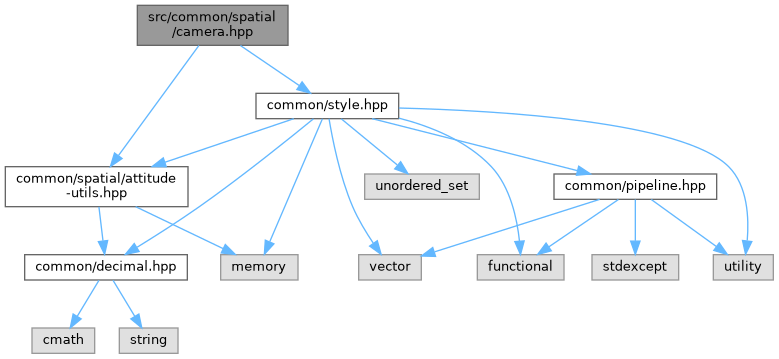 src/common/spatial
/camera.hpp
common/style.hpp
common/spatial/attitude
-utils.hpp
unordered_set
common/pipeline.hpp
common/decimal.hpp
memory
vector
functional
stdexcept
utility
cmath
string